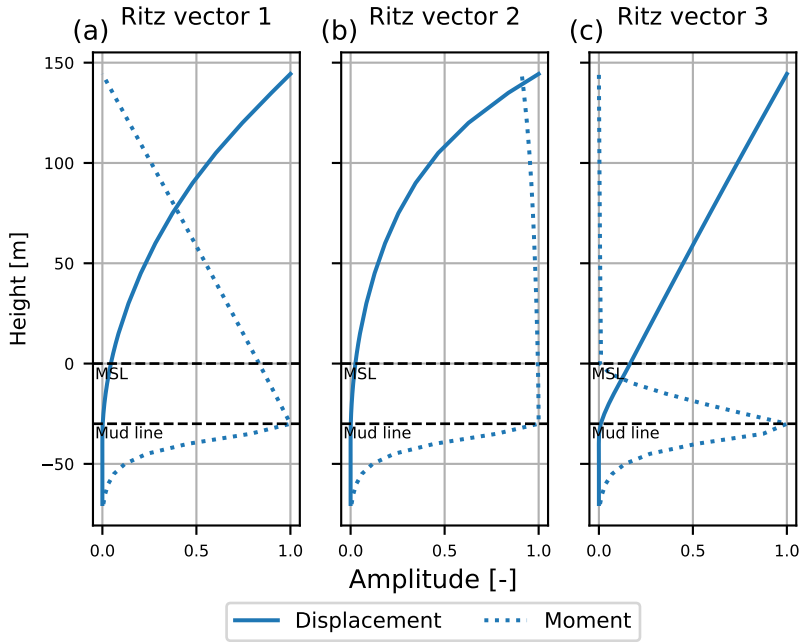 (a) Ritz vector 1
(b) Ritz vector 2
(c) Ritz vector 3
Height [m]
150
100
50
0
−50
MSL
Mud line
MSL
Mud line
MSL
Mud line
0.0 0.5 1.0
0.0 0.5 1.0
0.0 0.5 1.0
Amplitude [-]
Displacement Moment